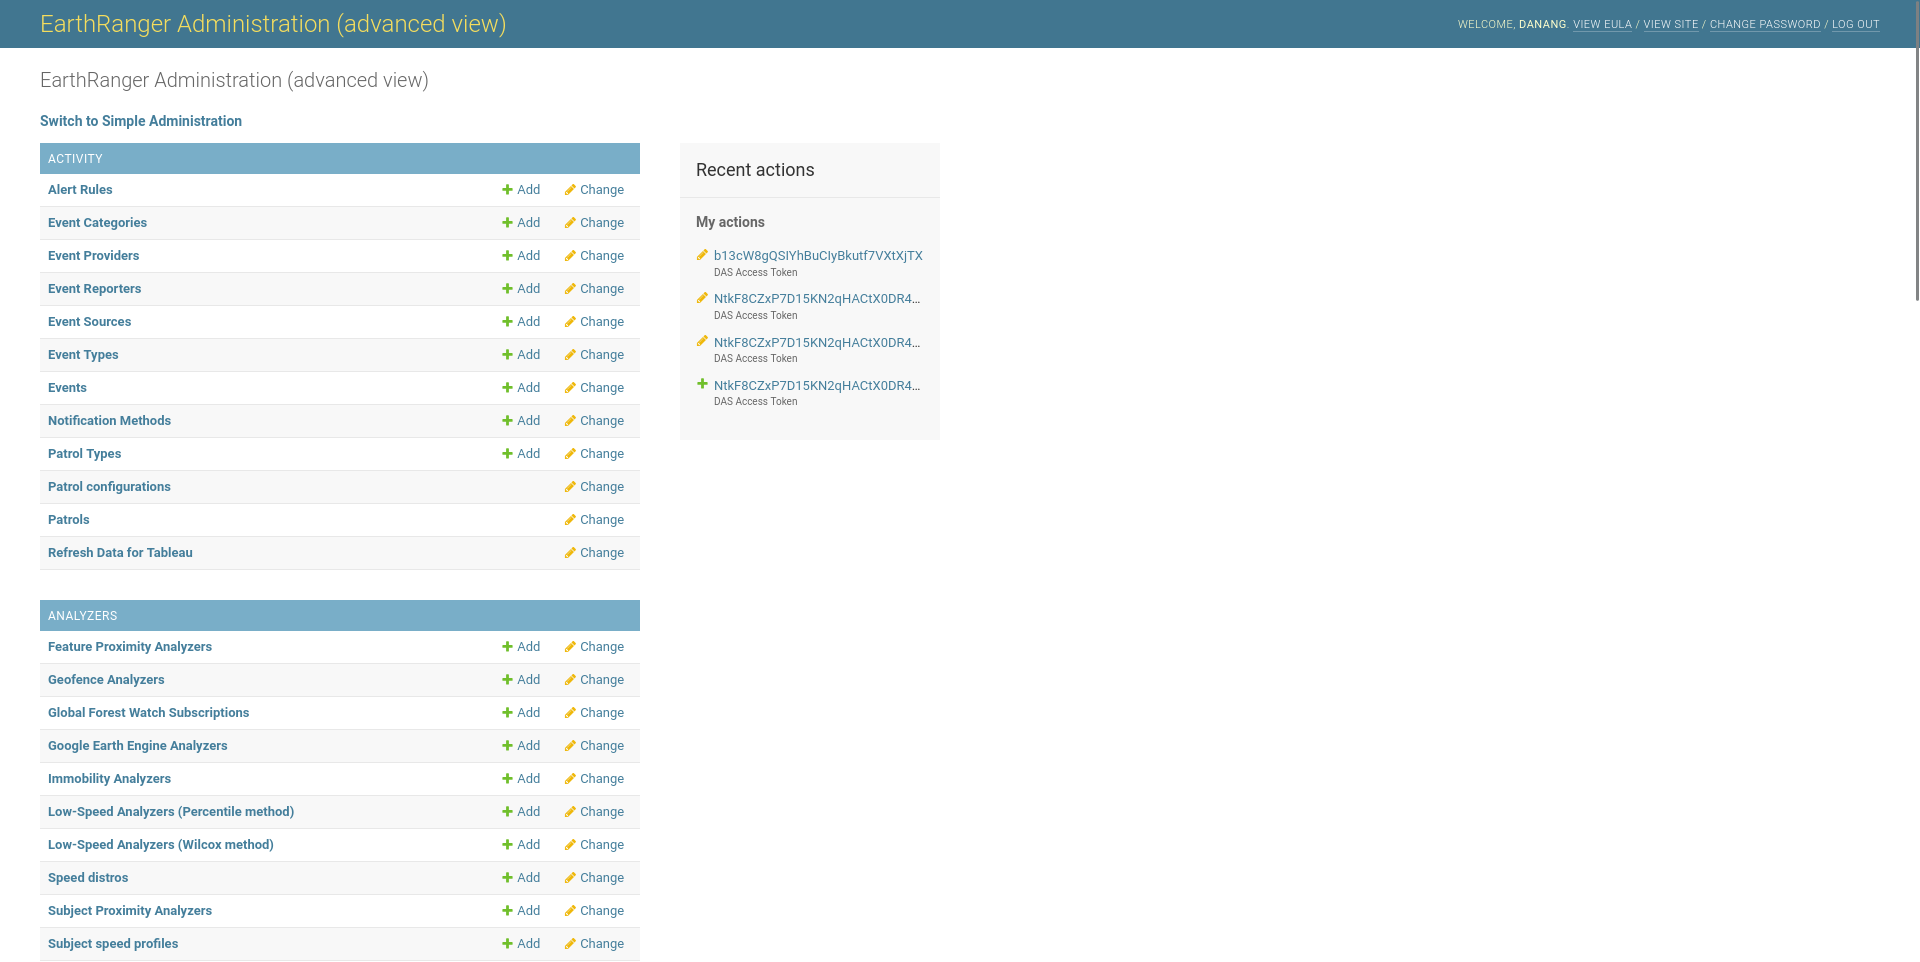 EarthRanger Administration (advanced view)
WELCOME, DANANG. VIEW EULA / VIEW SITE / CHANGE PASSWORD / LOG OUT
EarthRanger Administration (advanced view)
Switch to Simple Administration
ACTIVITY
Alert Rules Add Change
Event Categories Add Change
Event Providers Add Change
Event Reporters Add Change
Event Sources Add Change
Event Types Add Change
Events Add Change
Notification Methods Add Change
Patrol Types Add Change
Patrol configurations Change
Patrols Change
Refresh Data for Tableau Change
ANALYZERS
Feature Proximity Analyzers Add Change
Geofence Analyzers Add Change
Global Forest Watch Subscriptions Add Change
Google Earth Engine Analyzers Add Change
Immobility Analyzers Add Change
Low-Speed Analyzers (Percentile method) Add Change
Low-Speed Analyzers (Wilcox method) Add Change
Speed distros Add Change
Subject Proximity Analyzers Add Change
Subject speed profiles Add Change
Recent actions
My actions
b13cW8gQSIYhBuCIyBkutf7VXtXjTX
DAS Access Token
NtkF8CZxP7D15KN2qHACtX0DR4...
DAS Access Token
NtkF8CZxP7D15KN2qHACtX0DR4...
DAS Access Token
NtkF8CZxP7D15KN2qHACtX0DR4...
DAS Access Token